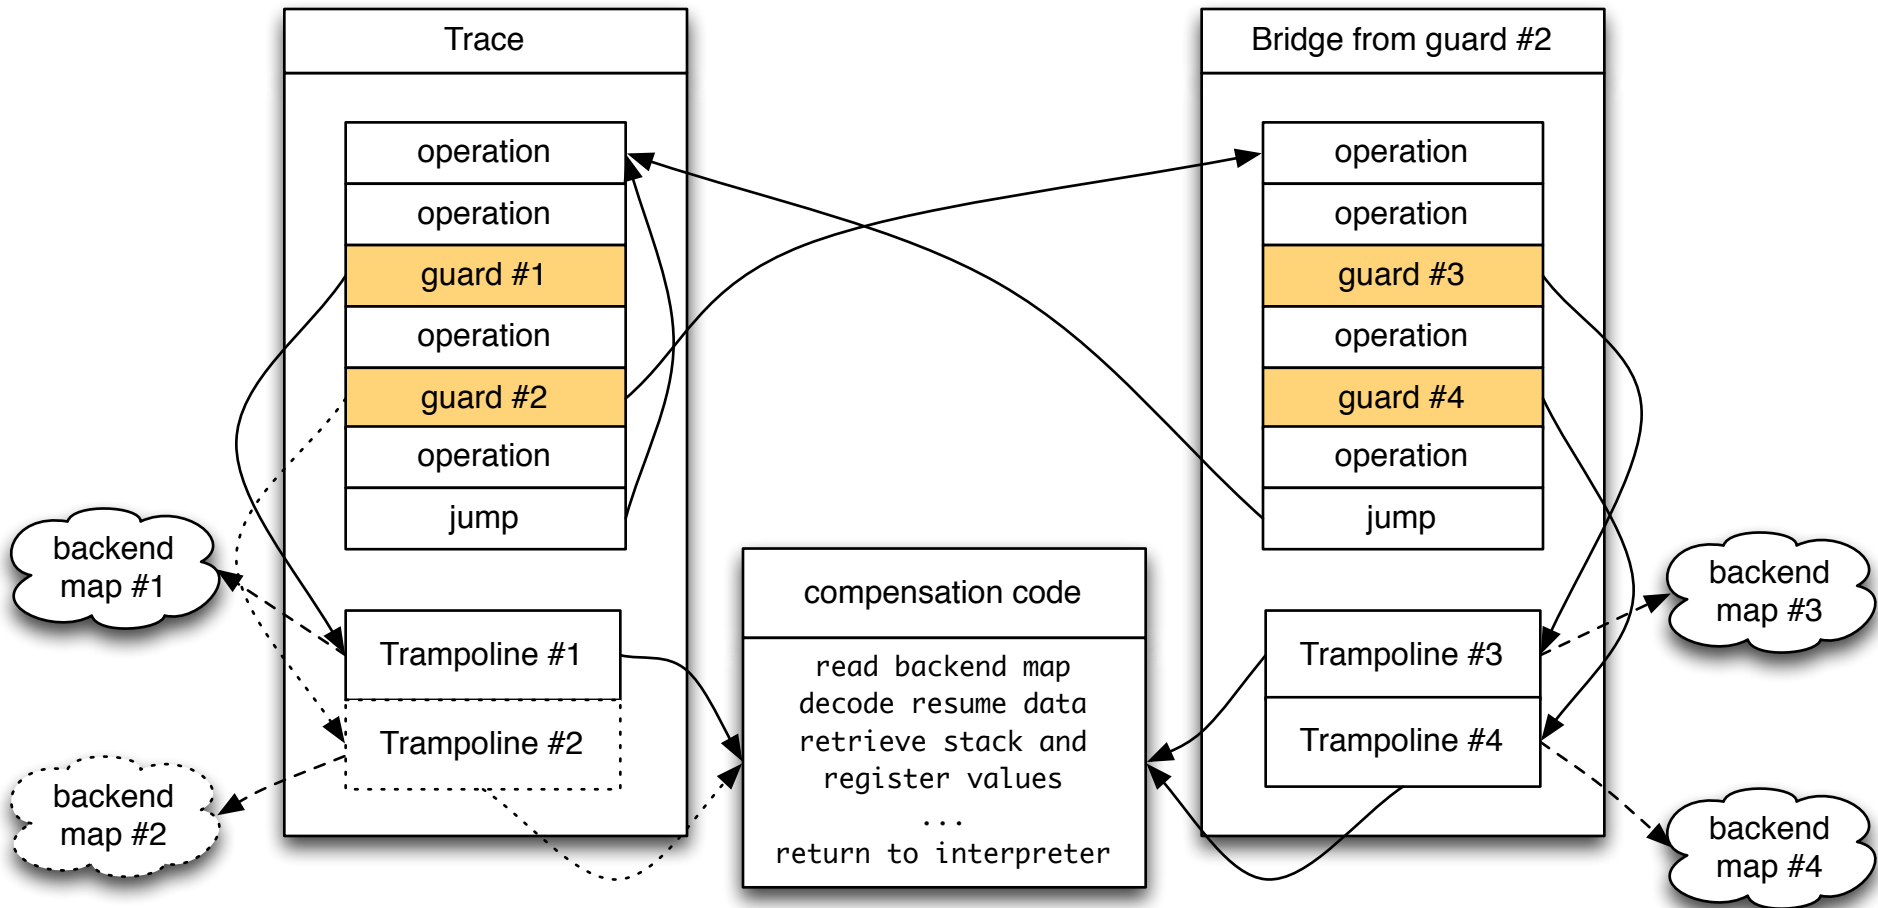 Trace
operation
operation
guard #1
operation
guard #2
operation
jump
Trampoline #1
Trampoline #2
backend
map #1
backend
map #2
compensation code
read backend map
decode resume data
retrieve stack and
register values
...
return to interpreter
Bridge from guard #2
operation
operation
guard #3
operation
guard #4
operation
jump
Trampoline #3
Trampoline #4
backend
map #3
backend
map #4